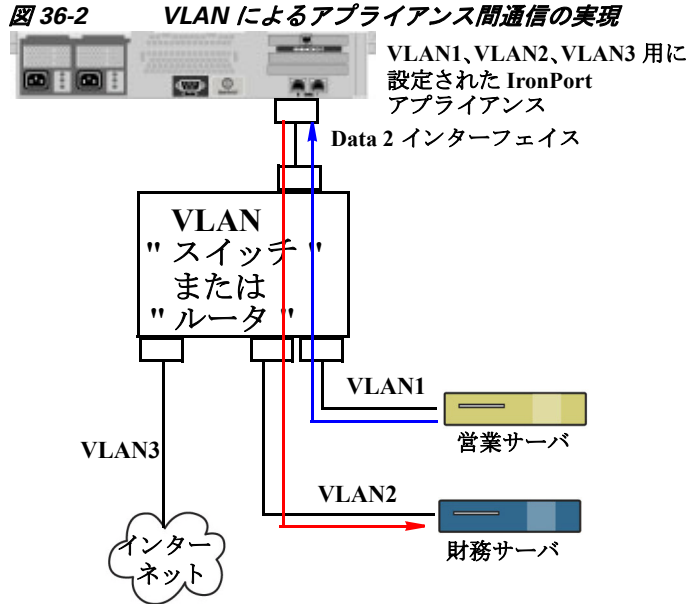 図 36-2 VLAN によるアプライアンス間通信の実現
VLAN1、VLAN2、VLAN3 用に
設定された IronPort
アプライアンス
Data 2 インターフェイス
VLAN
" スイッチ "
または
" ルータ "
VLAN1
営業サーバ
VLAN3
VLAN2
財務サーバ
インター
ネット